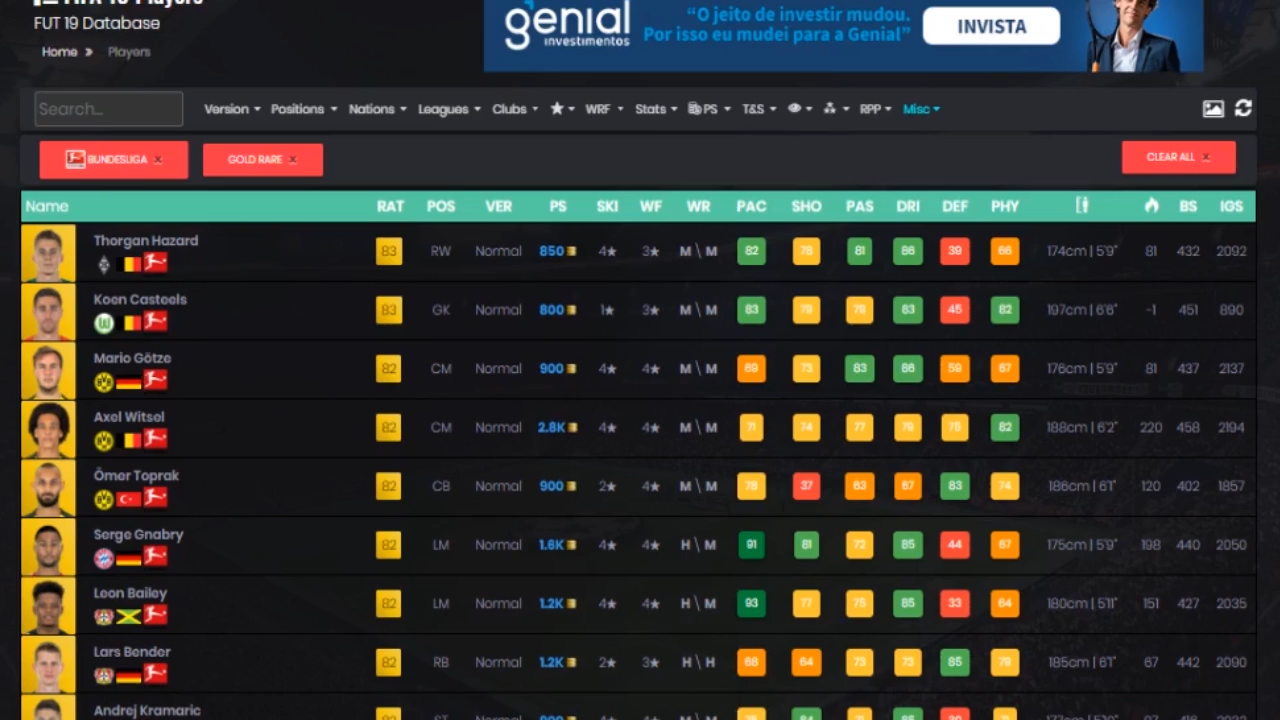 FIFA 19 Players
FUT 19 Database
Home » Players
genial
investimentos
“O jeito de investir mudou.
Por isso eu mudei para a Genial”
INVISTA
Search...
Version Positions Nations Leagues Clubs WRF Stats PS T&S RPP Misc
BUNDESLIGA x GOLD RARE x CLEAR ALL x
Name RAT POS VER PS SKI WF WR PAC SHO PAS DRI DEF PHY BS IGS
Thorgan Hazard
83 RW Normal 850 4★ 3★ M \ M 82 78 81 86 39 66 174cm | 5'9" 81 432 2092
Koen Casteels
83 GK Normal 800 1★ 3★ M \ M 83 79 79 83 45 82 197cm | 6'6" -1 451 890
Mario Götze
82 CM Normal 900 4★ 4★ M \ M 69 73 83 86 59 67 176cm | 5'9" 81 437 2137
Axel Witsel
82 CM Normal 2.8K 4★ 4★ M \ M 71 74 77 79 75 82 188cm | 6'2" 220 458 2194
Ömer Toprak
82 CB Normal 900 2★ 4★ M \ M 78 37 63 67 83 74 186cm | 6'1" 120 402 1857
Serge Gnabry
82 LM Normal 1.6K 4★ 4★ H \ M 91 81 72 85 44 67 175cm | 5'9" 198 440 2050
Leon Bailey
82 LM Normal 1.2K 4★ 4★ H \ M 93 77 75 85 33 64 180cm | 5'11" 151 427 2035
Lars Bender
82 RB Normal 1.2K 2★ 3★ H \ H 68 64 73 73 85 79 185cm | 6'1" 67 442 2090
Andrej Kramaric